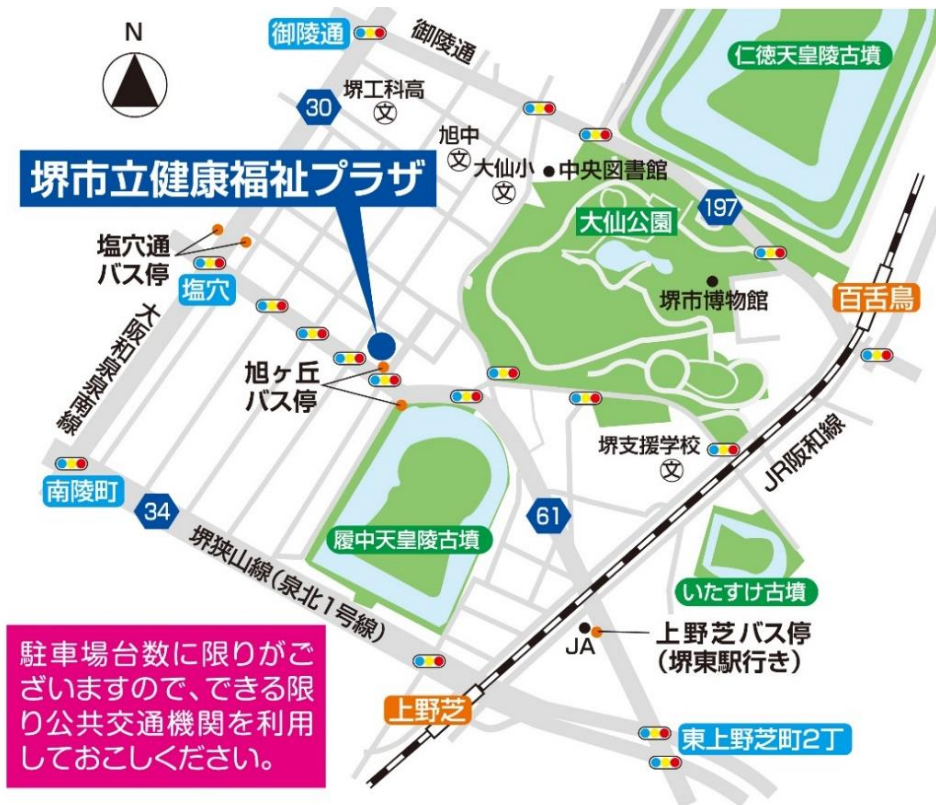 N
御陵通
御陵通
仁徳天皇陵古墳
30
堺工科高
文
旭中
文
大仙小
文
中央図書館
堺市立健康福祉プラザ
大仙公園
197
塩穴通
バス停
塩穴
堺市博物館
百舌鳥
大阪和泉泉南線
旭ヶ丘
バス停
堺支援学校
文
JR阪和線
南陵町
34
61
履中天皇陵古墳
堺狭山線(泉北1号線)
いたすけ古墳
JA
上野芝バス停
(堺東駅行き)
駐車場台数に限りがご
ざいますので、できる限
り公共交通機関を利用
しておこしください。
上野芝
東上野芝町2丁